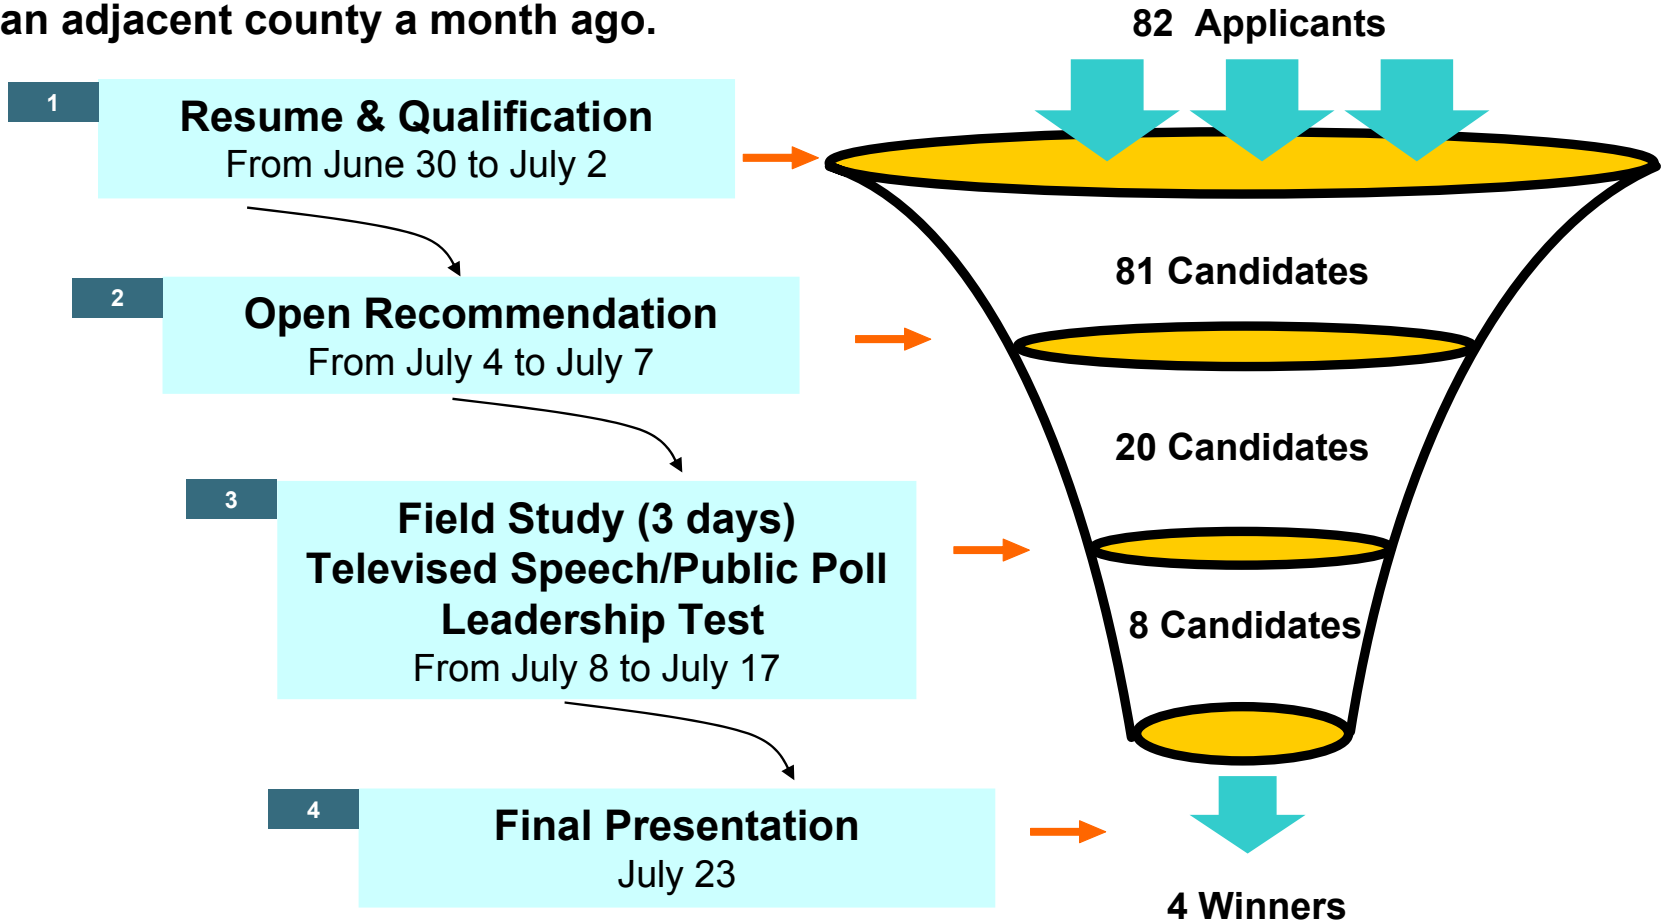 an adjacent county a month ago.
82 Applicants
1
Resume & Qualification
From June 30 to July 2
81 Candidates
2
Open Recommendation
From July 4 to July 7
20 Candidates
3
Field Study (3 days)
Televised Speech/Public Poll
Leadership Test
From July 8 to July 17
8 Candidates
4
Final Presentation
July 23
4 Winners